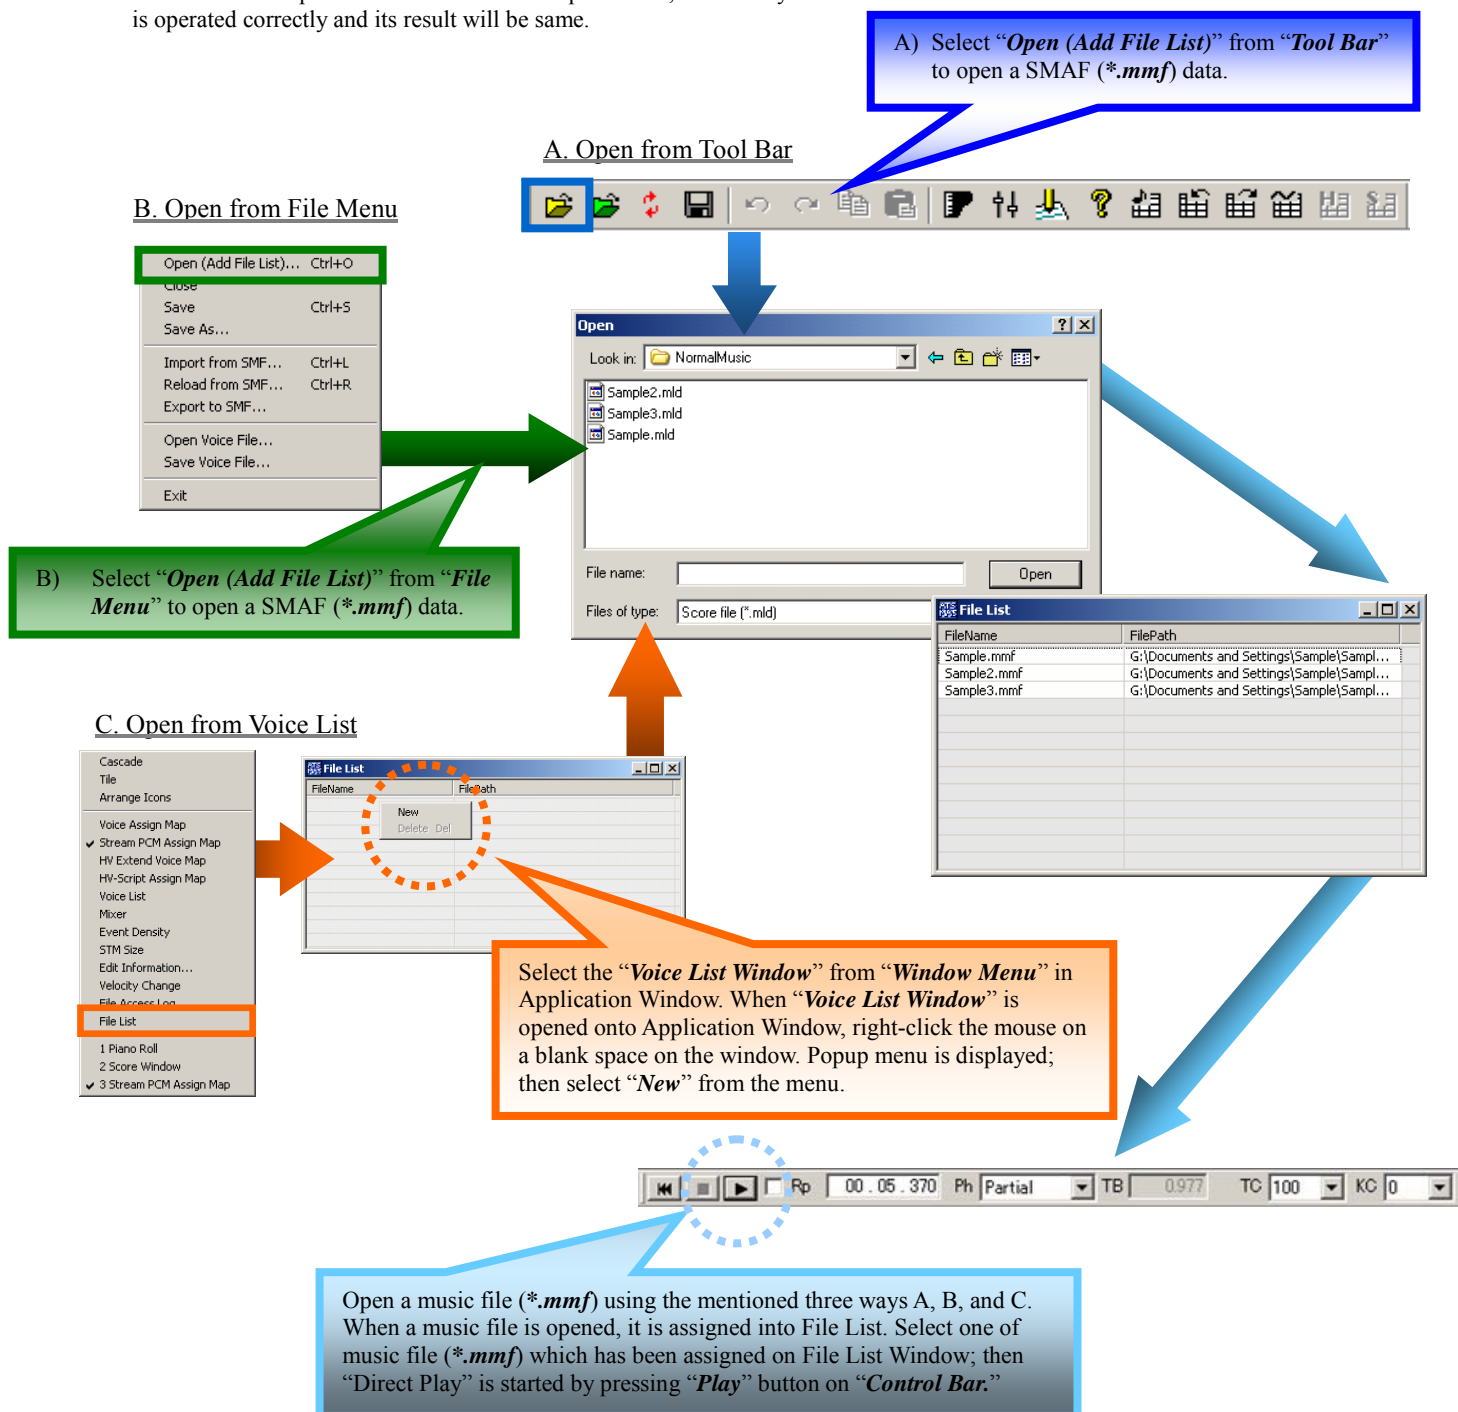 is operated correctly and its result will be same.
A) Select “Open (Add File List)” from “Tool Bar”
to open a SMAF (*.mmf) data.
A. Open from Tool Bar
B. Open from File Menu
Open (Add File List)... Ctrl+O
Close
Save Ctrl+S
Save As...
Import from SMF... Ctrl+L
Reload from SMF... Ctrl+R
Export to SMF...
Open Voice File...
Save Voice File...
Exit
Open
Look in: NormalMusic
Sample2.mld
Sample3.mld
Sample.mld
File name:
Open
Files of type: Score file (*.mld)
B) Select “Open (Add File List)” from “File
Menu” to open a SMAF (*.mmf) data.
File List
FileName FilePath
Sample.mmf G:\Documents and Settings\Sample\Sampl...
Sample2.mmf G:\Documents and Settings\Sample\Sampl...
Sample3.mmf G:\Documents and Settings\Sample\Sampl...
C. Open from Voice List
Cascade
Tile
Arrange Icons
Voice Assign Map
Stream PCM Assign Map
HV Extend Voice Map
HV-Script Assign Map
Voice List
Mixer
Event Density
STM Size
Edit Information...
Velocity Change
File Access Log
File List
1 Piano Roll
2 Score Window
3 Stream PCM Assign Map
File List
FileName FilePath
New
Delete Del
Select the “Voice List Window” from “Window Menu” in
Application Window. When “Voice List Window” is
opened onto Application Window, right-click the mouse on
a blank space on the window. Popup menu is displayed;
then select “New” from the menu.
Rp 00 . 05 . 370 Ph Partial TB 0.977 TC 100 KC 0
Open a music file (*.mmf) using the mentioned three ways A, B, and C.
When a music file is opened, it is assigned into File List. Select one of
music file (*.mmf) which has been assigned on File List Window; then
“Direct Play” is started by pressing “Play” button on “Control Bar.”